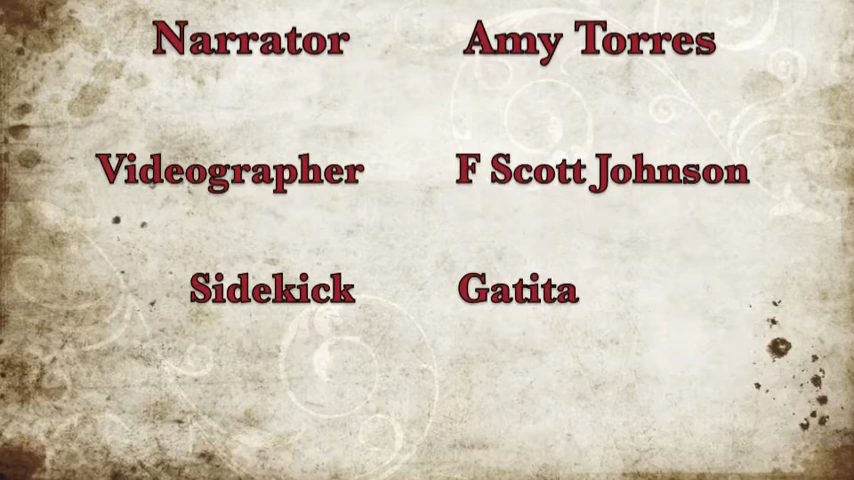 Narrator Amy Torres
Videographer F Scott Johnson
Sidekick Gatita